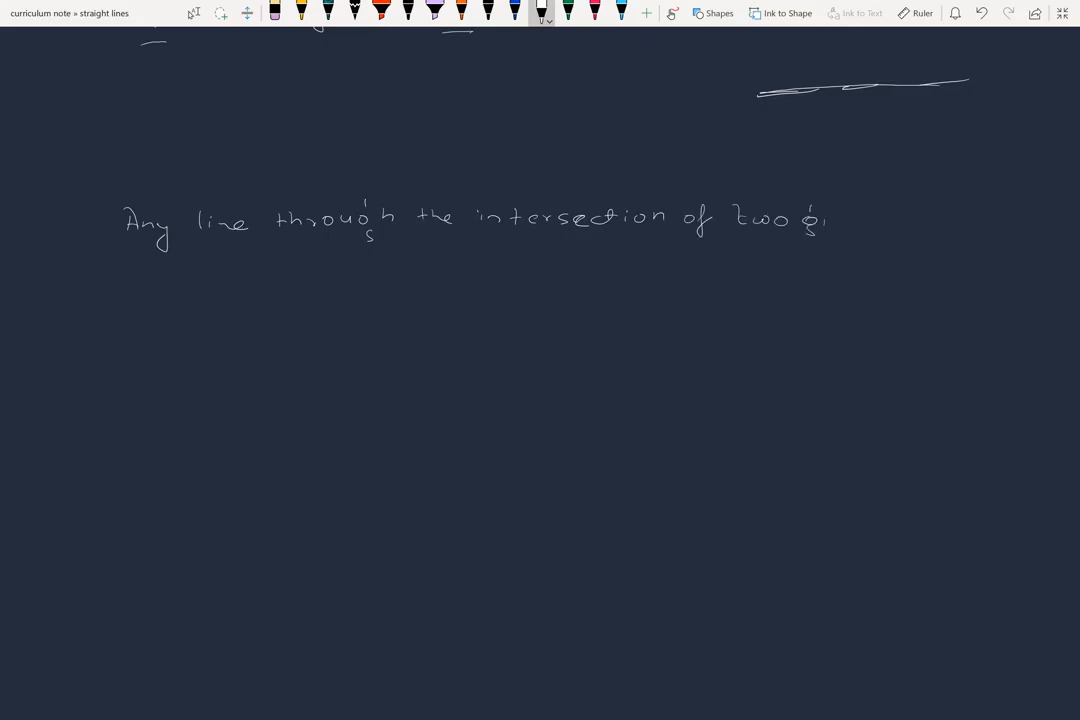 curriculum note » straight lines
Shapes
Ink to Shape
Ink to Text
Ruler
Any line through the intersection of two gi